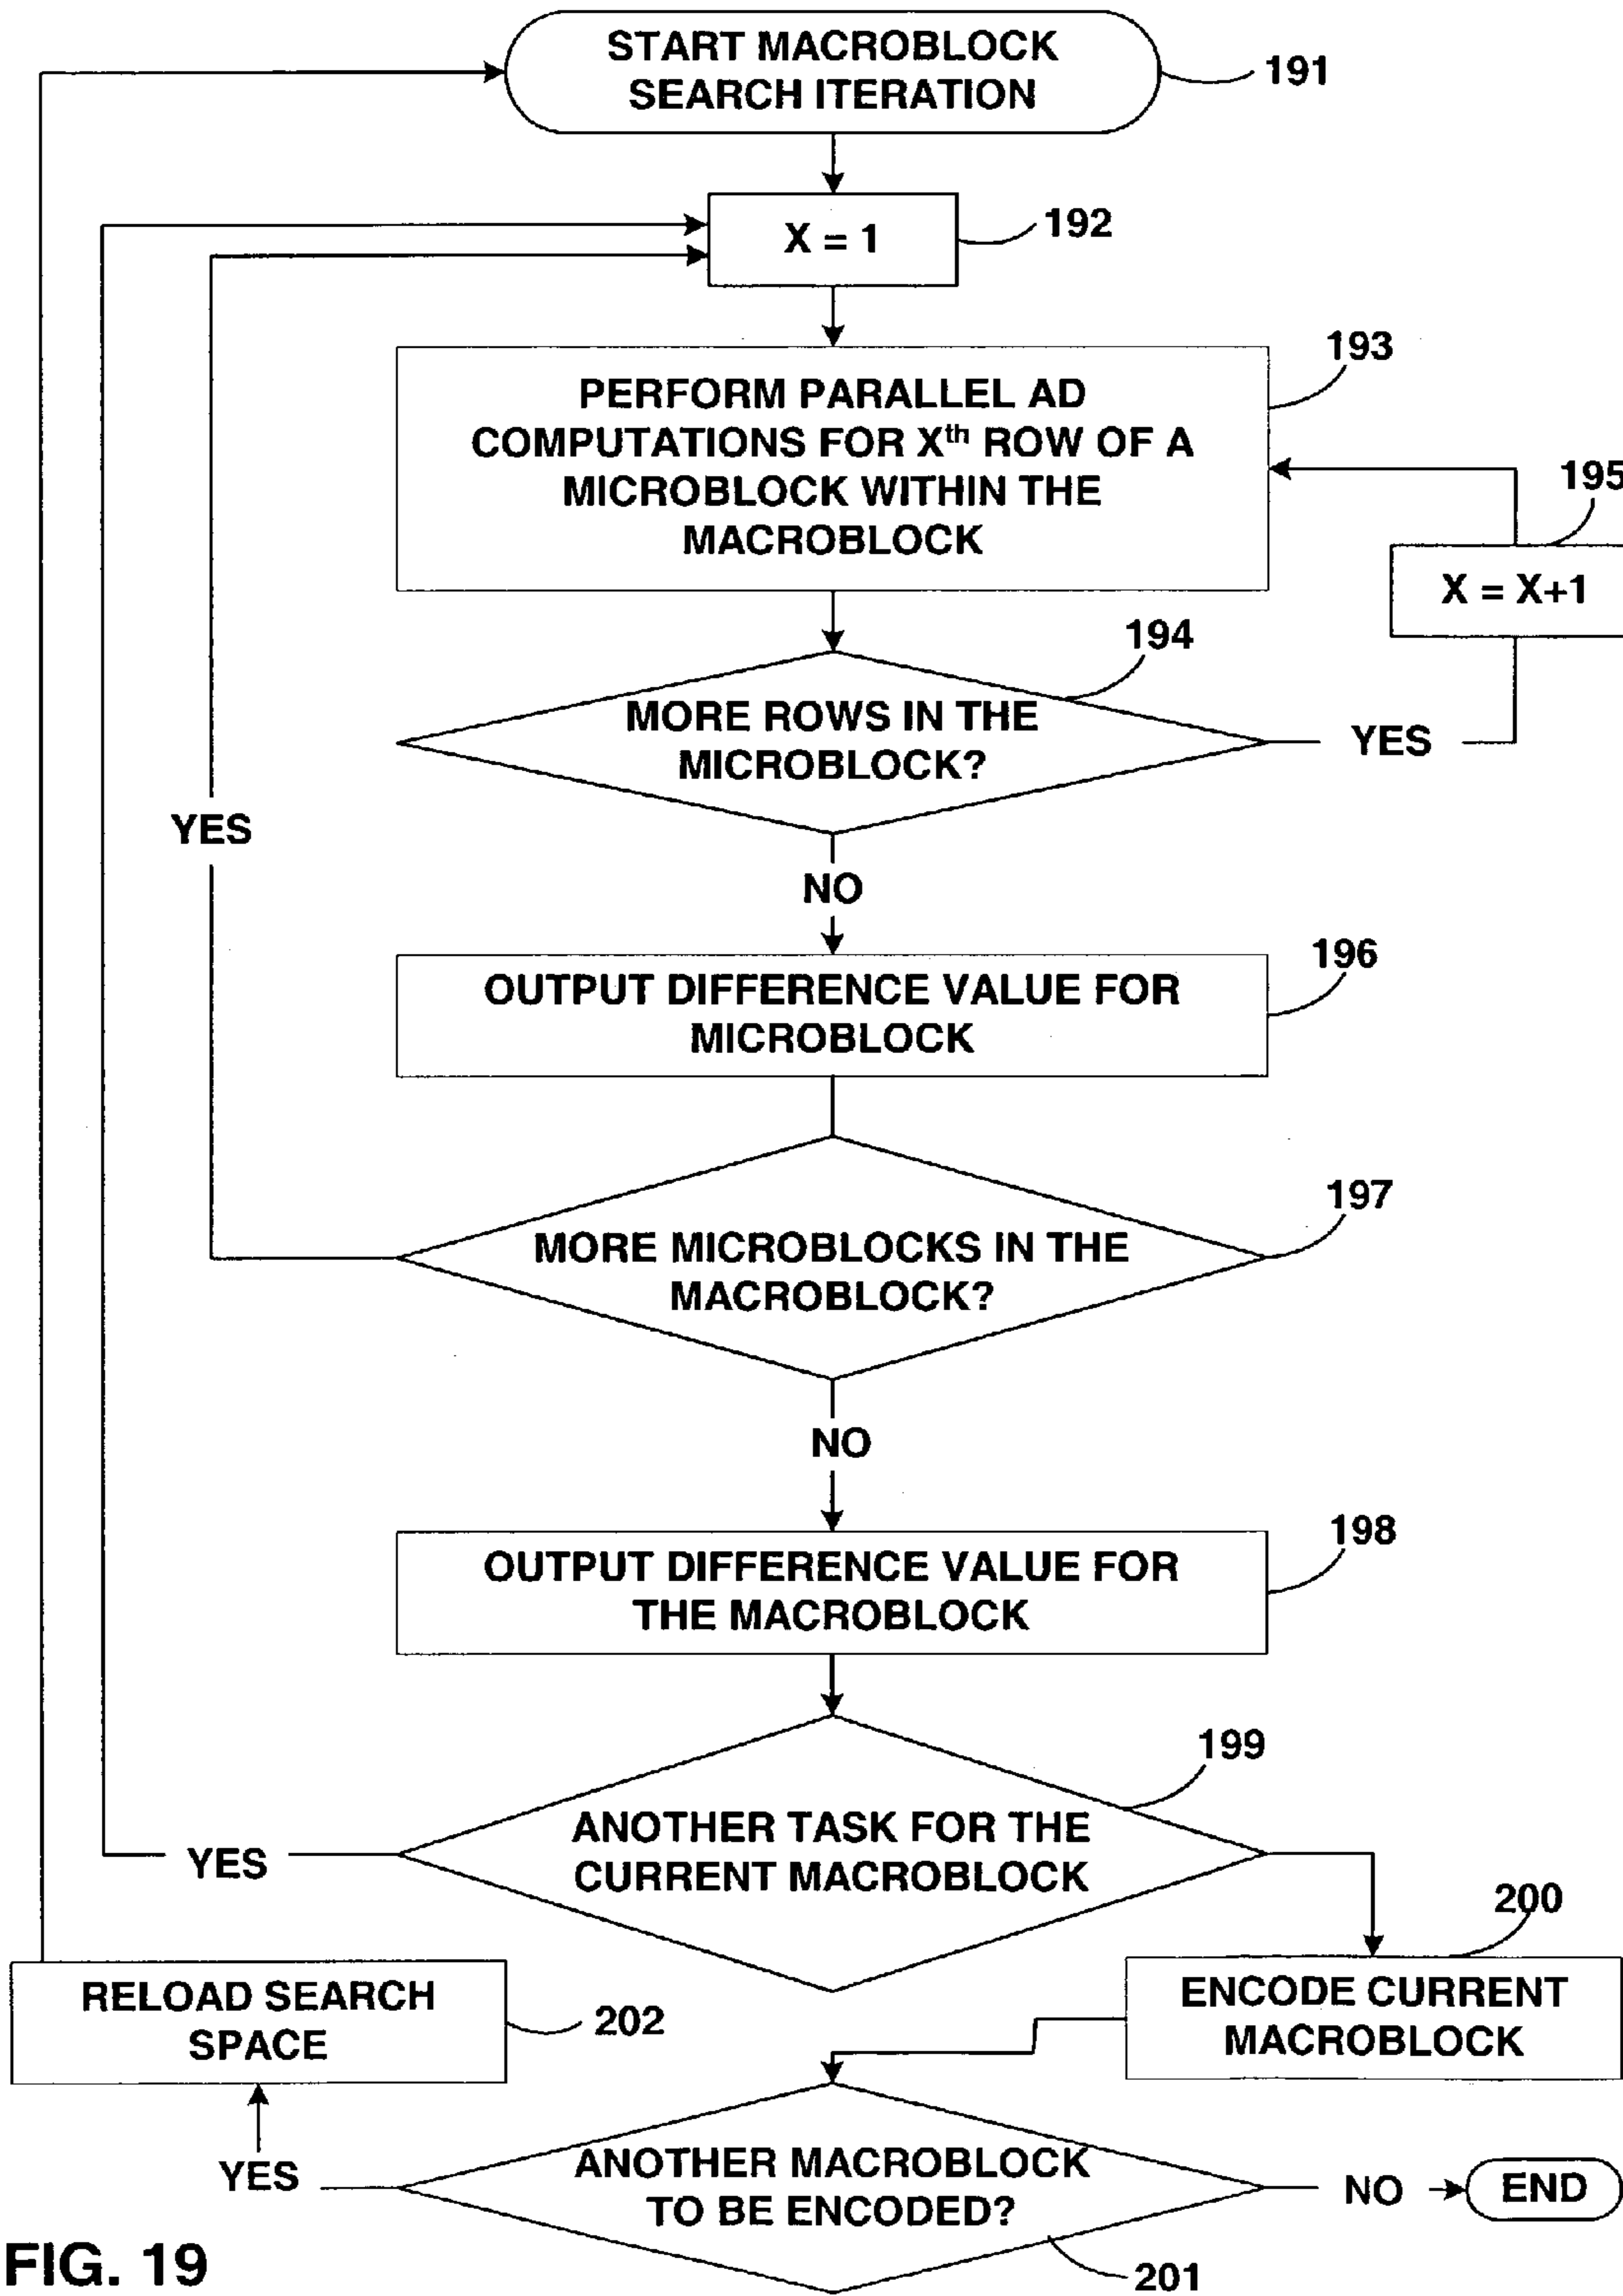 START MACROBLOCK
SEARCH ITERATION
191
X = 1
192
193
PERFORM PARALLEL AD
COMPUTATIONS FOR Xth ROW OF A
MICROBLOCK WITHIN THE
MACROBLOCK
195
X = X+1
194
MORE ROWS IN THE
MICROBLOCK?
YES
YES
NO
196
OUTPUT DIFFERENCE VALUE FOR
MICROBLOCK
197
MORE MICROBLOCKS IN THE
MACROBLOCK?
NO
198
OUTPUT DIFFERENCE VALUE FOR
THE MACROBLOCK
199
ANOTHER TASK FOR THE
CURRENT MACROBLOCK
YES
200
ENCODE CURRENT
MACROBLOCK
RELOAD SEARCH
SPACE
202
YES
ANOTHER MACROBLOCK
TO BE ENCODED?
NO
END
201
FIG. 19